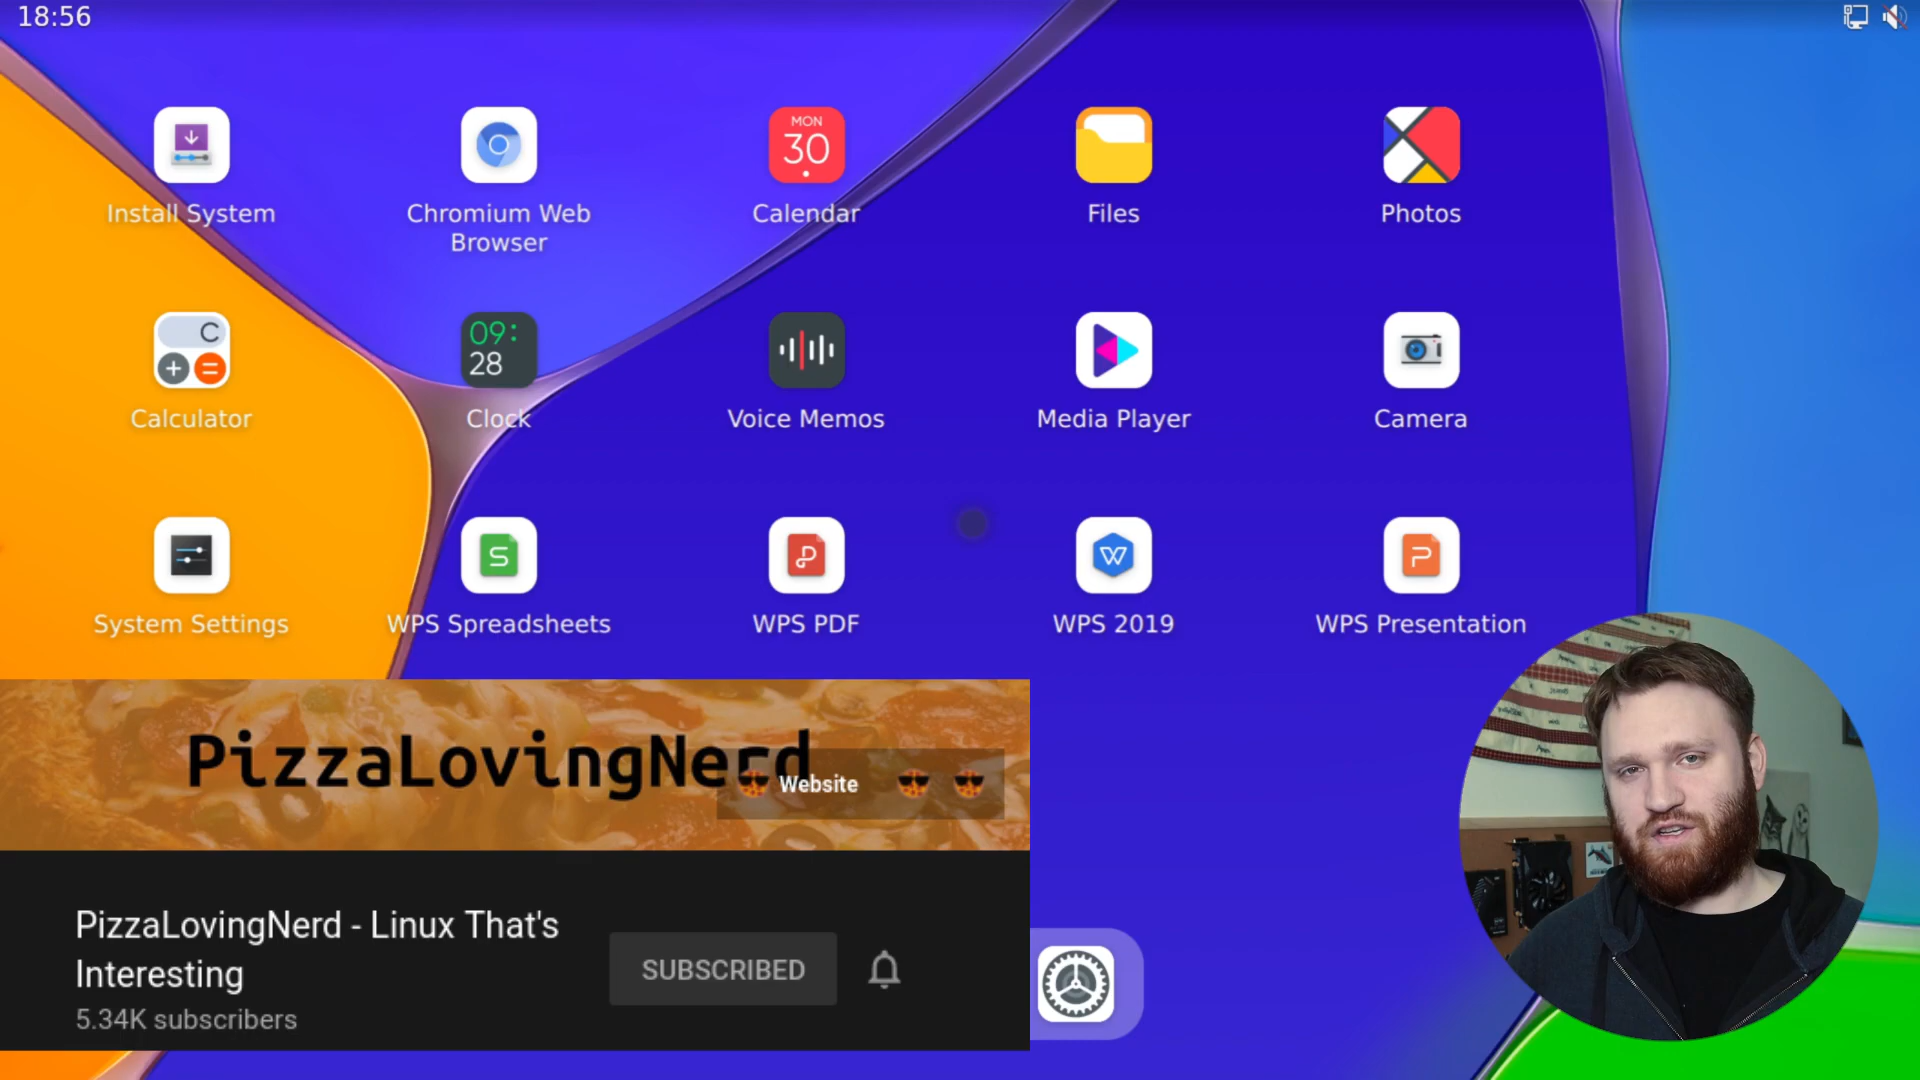 18:56
MON
30
Install System
Chromium Web
Browser
Calendar
Files
Photos
C
09:
28
Calculator
Clock
Voice Memos
Media Player
Camera
S
P
W
P
System Settings
WPS Spreadsheets
WPS PDF
WPS 2019
WPS Presentation
PizzaLovingNerd
Website
PizzaLovingNerd - Linux That's
Interesting
SUBSCRIBED
5.34K subscribers